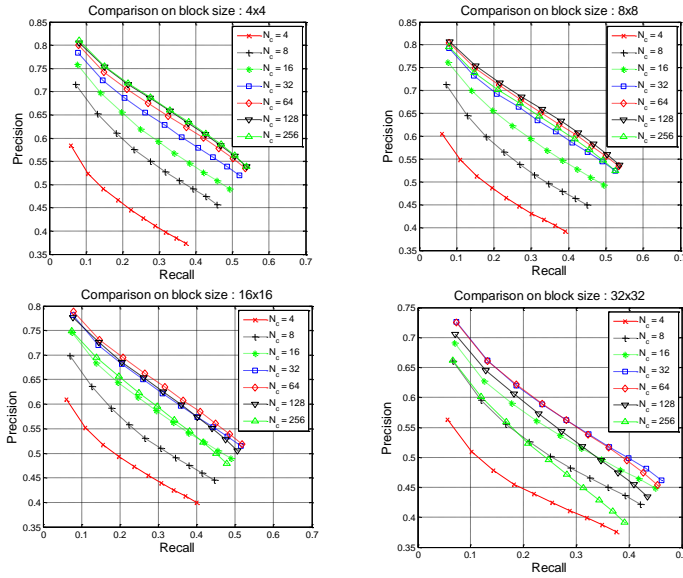 Comparison on block size : 4x4
Precision
0.85
0.8
0.75
0.7
0.65
0.6
0.55
0.5
0.45
0.4
0.35
0 0.1 0.2 0.3 0.4 0.5 0.6 0.7
Recall
N_c = 4
N_c = 8
N_c = 16
N_c = 32
N_c = 64
N_c = 128
N_c = 256
Comparison on block size : 8x8
Precision
0.85
0.8
0.75
0.7
0.65
0.6
0.55
0.5
0.45
0.4
0.35
0 0.1 0.2 0.3 0.4 0.5 0.6 0.7
Recall
N_c = 4
N_c = 8
N_c = 16
N_c = 32
N_c = 64
N_c = 128
N_c = 256
Comparison on block size : 16x16
Precision
0.8
0.75
0.7
0.65
0.6
0.55
0.5
0.45
0.4
0.35
0 0.1 0.2 0.3 0.4 0.5 0.6 0.7
Recall
N_c = 4
N_c = 8
N_c = 16
N_c = 32
N_c = 64
N_c = 128
N_c = 256
Comparison on block size : 32x32
Precision
0.75
0.7
0.65
0.6
0.55
0.5
0.45
0.4
0.35
0 0.1 0.2 0.3 0.4 0.5
Recall
N_c = 4
N_c = 8
N_c = 16
N_c = 32
N_c = 64
N_c = 128
N_c = 256